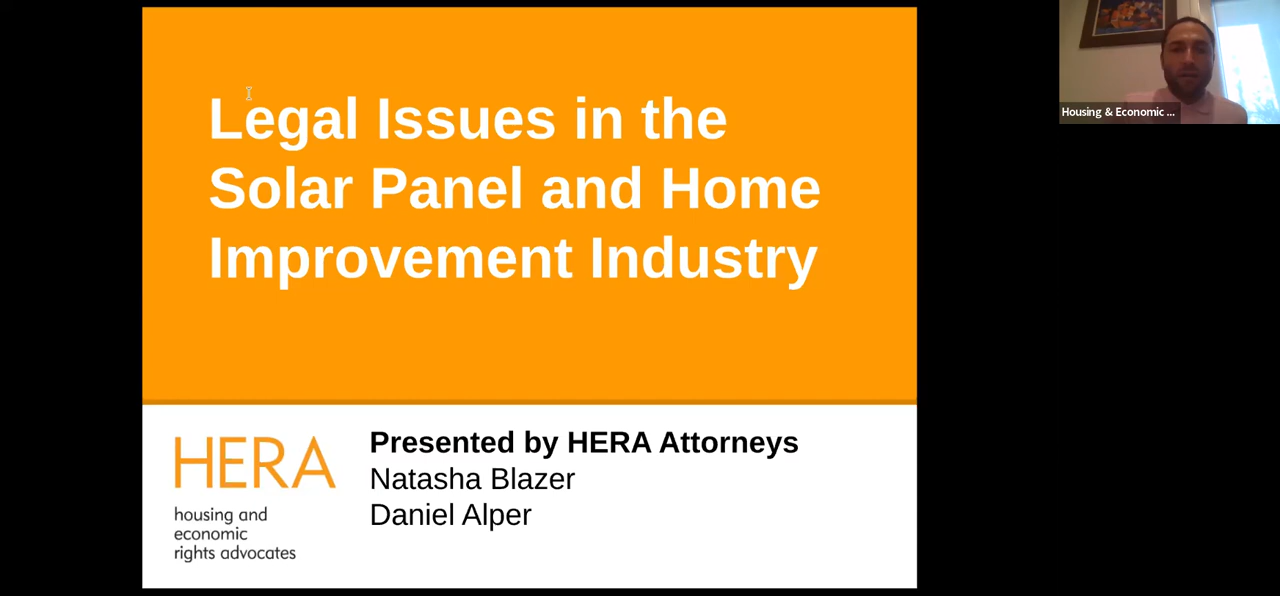 Legal Issues in the
Solar Panel and Home
Improvement Industry
HERA
housing and
economic
rights advocates
Presented by HERA Attorneys
Natasha Blazer
Daniel Alper
Housing & Economic ...